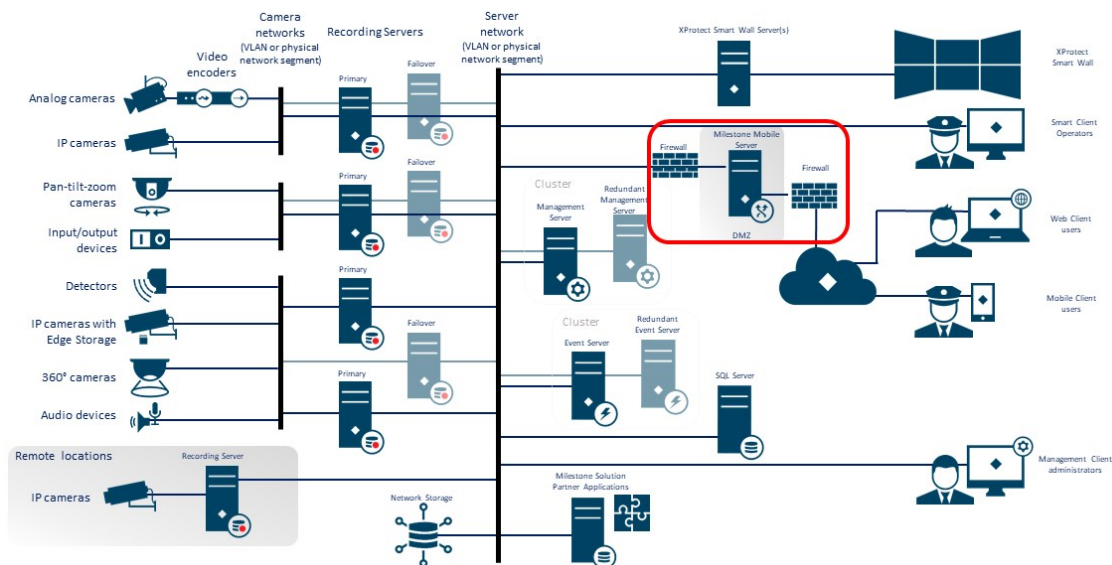 Camera
networks
(VLAN or physical
network segment)
Recording Servers
Server
network
(VLAN or physical
network segment)
XProtect Smart Wall Server(s)
XProtect
Smart Wall
Video
encoders
Primary
Failover
Analog cameras
IP cameras
Smart Client
Operators
Firewall
Milestone Mobile
Server
Firewall
DMZ
Pan-tilt-zoom
cameras
Input/output
devices
Primary
Failover
Cluster
Management
Server
Redundant
Management
Server
Web Client
users
Detectors
IP cameras with
Edge Storage
Primary
Mobile Client
users
360° cameras
Audio devices
Failover
Primary
Cluster
Event Server
Redundant
Event Server
SQL Server
Remote locations
Recording Server
IP cameras
Network Storage
Milestone Solution
Partner Applications
Management Client
administrators